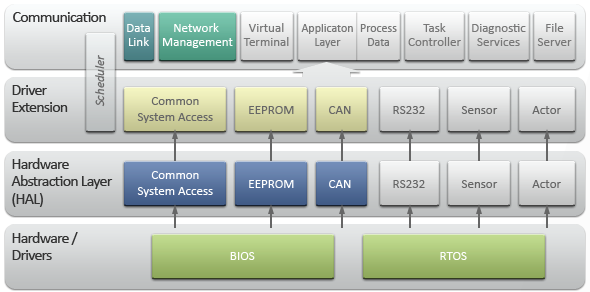 Communication
Data
Link
Network
Management
Virtual
Terminal
Applicaton
Layer
Process
Data
Task
Controller
Diagnostic
Services
File
Server
Scheduler
Driver
Extension
Common
System Access
EEPROM
CAN
RS232
Sensor
Actor
Hardware
Abstraction Layer
(HAL)
Common
System Access
EEPROM
CAN
RS232
Sensor
Actor
Hardware /
Drivers
BIOS
RTOS